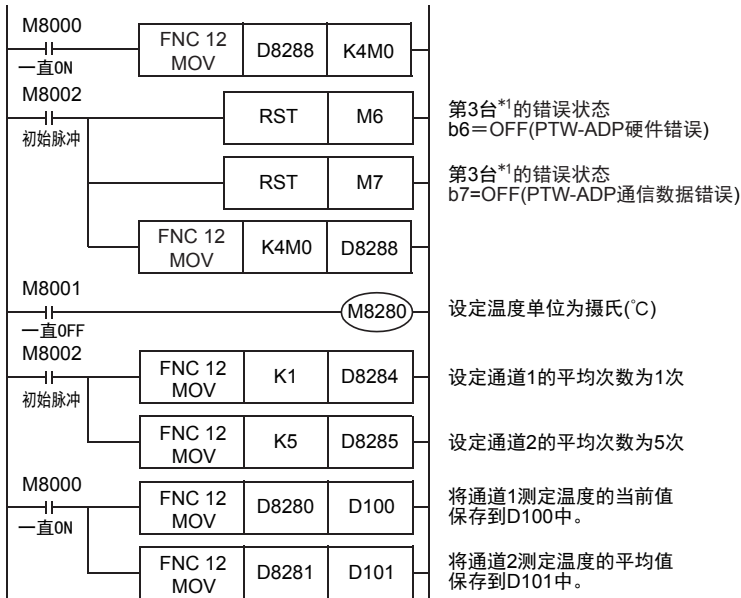 M8000
一直ON
FNC 12
MOV
D8288
K4M0
M8002
初始脉冲
RST
M6
第3台*1的错误状态
b6＝OFF(PTW-ADP硬件错误)
RST
M7
第3台*1的错误状态
b7=OFF(PTW-ADP通信数据错误)
FNC 12
MOV
K4M0
D8288
M8001
一直OFF
M8280
设定温度单位为摄氏(℃)
M8002
初始脉冲
FNC 12
MOV
K1
D8284
设定通道1的平均次数为1次
FNC 12
MOV
K5
D8285
设定通道2的平均次数为5次
M8000
一直ON
FNC 12
MOV
D8280
D100
将通道1测定温度的当前值
保存到D100中。
FNC 12
MOV
D8281
D101
将通道2测定温度的平均值
保存到D101中。